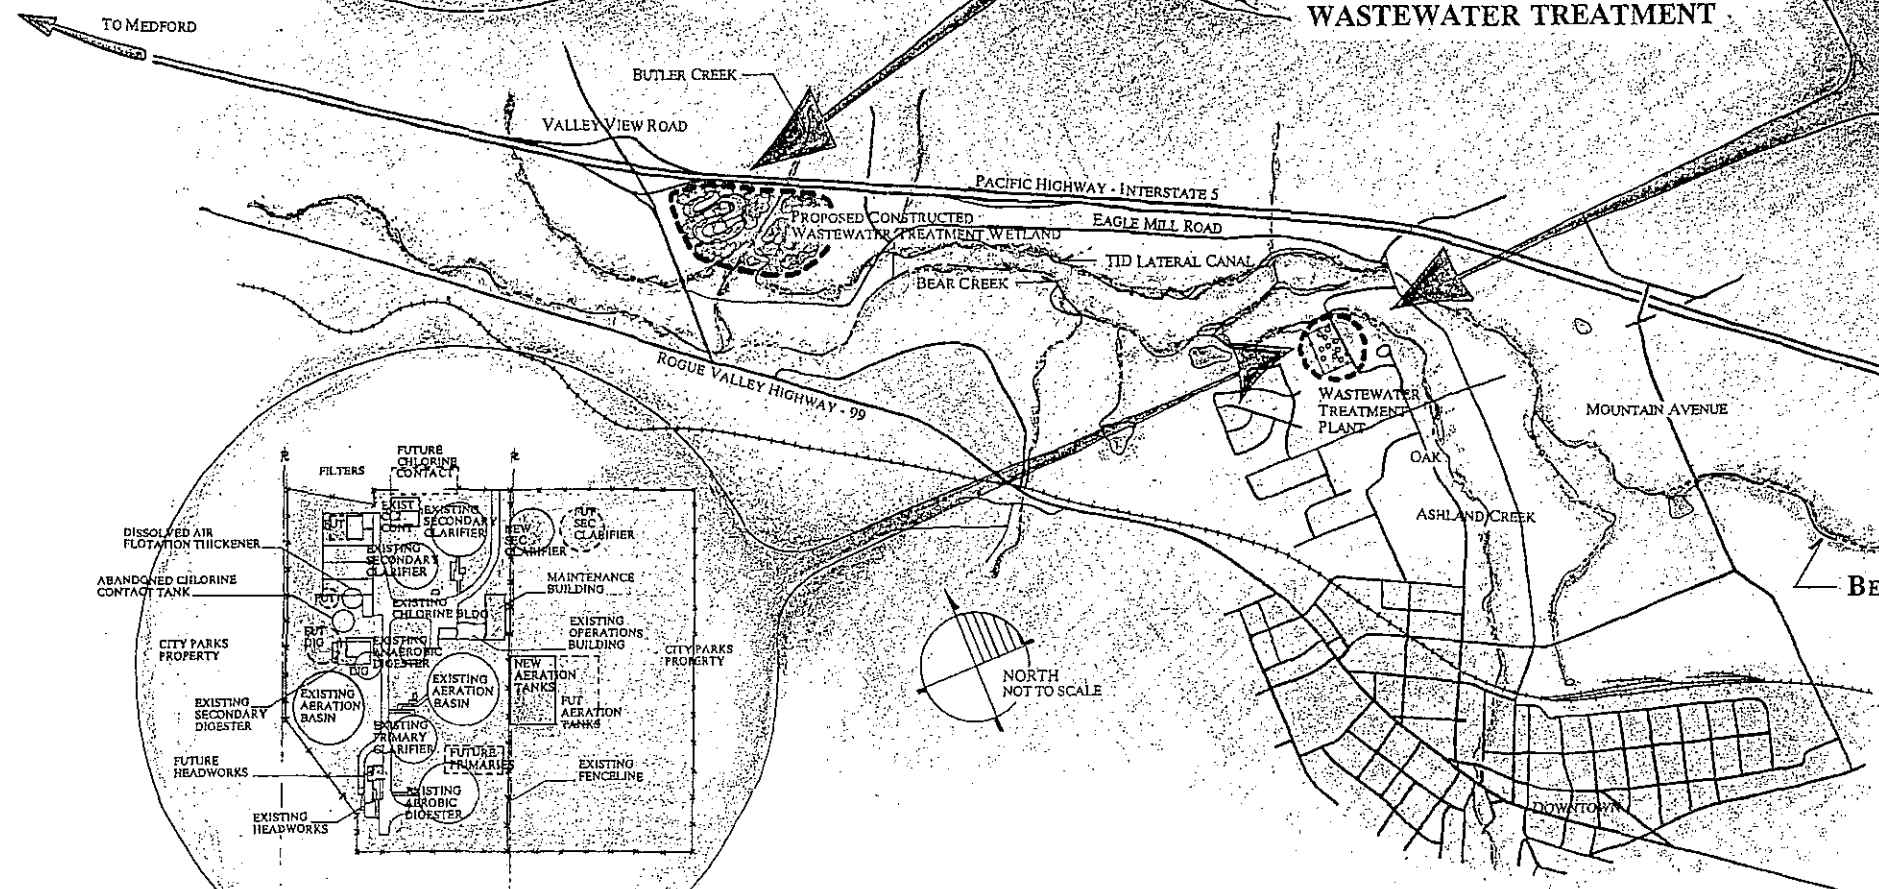 WASTEWATER TREATMENT
TO MEDFORD
BUTLER CREEK
VALLEY VIEW ROAD
PACIFIC HIGHWAY - INTERSTATE 5
PROPOSED CONSTRUCTED
WASTEWATER TREATMENT WETLAND
EAGLE MILL ROAD
TID LATERAL CANAL
BEAR CREEK
ROGUE VALLEY HIGHWAY - 99
WASTEWATER
TREATMENT
PLANT
MOUNTAIN AVENUE
OAK
ASHLAND CREEK
BE
DOWNTOWN
NORTH
NOT TO SCALE
FILTERS
FUTURE
CHLORINE
CONTACT
FUT
EXIST
CL
CONT
EXISTING
SECONDARY
CLARIFIER
NEW
SEC
CLARIFIER
FUT
SEC
CLARIFIER
DISSOLVED AIR
FLOTATION THICKENER
EXISTING
SECONDARY
CLARIFIER
ABANDONED CHLORINE
CONTACT TANK
FUT
EXISTING
CHLORINE BLDG
MAINTENANCE
BUILDING
CITY PARKS
PROPERTY
FUT
DIG
EXISTING
ANAEROBIC
DIGESTER
DIG
EXISTING
OPERATIONS
BUILDING
CITY PARKS
PROPERTY
EXISTING
SECONDARY
DIGESTER
EXISTING
AERATION
BASIN
EXISTING
AERATION
BASIN
NEW
AERATION
TANKS
FUT
AERATION
TANKS
EXISTING
PRIMARY
CLARIFIER
FUTURE
PRIMARIES
FUTURE
HEADWORKS
EXISTING
FENCELINE
EXISTING
AEROBIC
DIGESTER
EXISTING
HEADWORKS